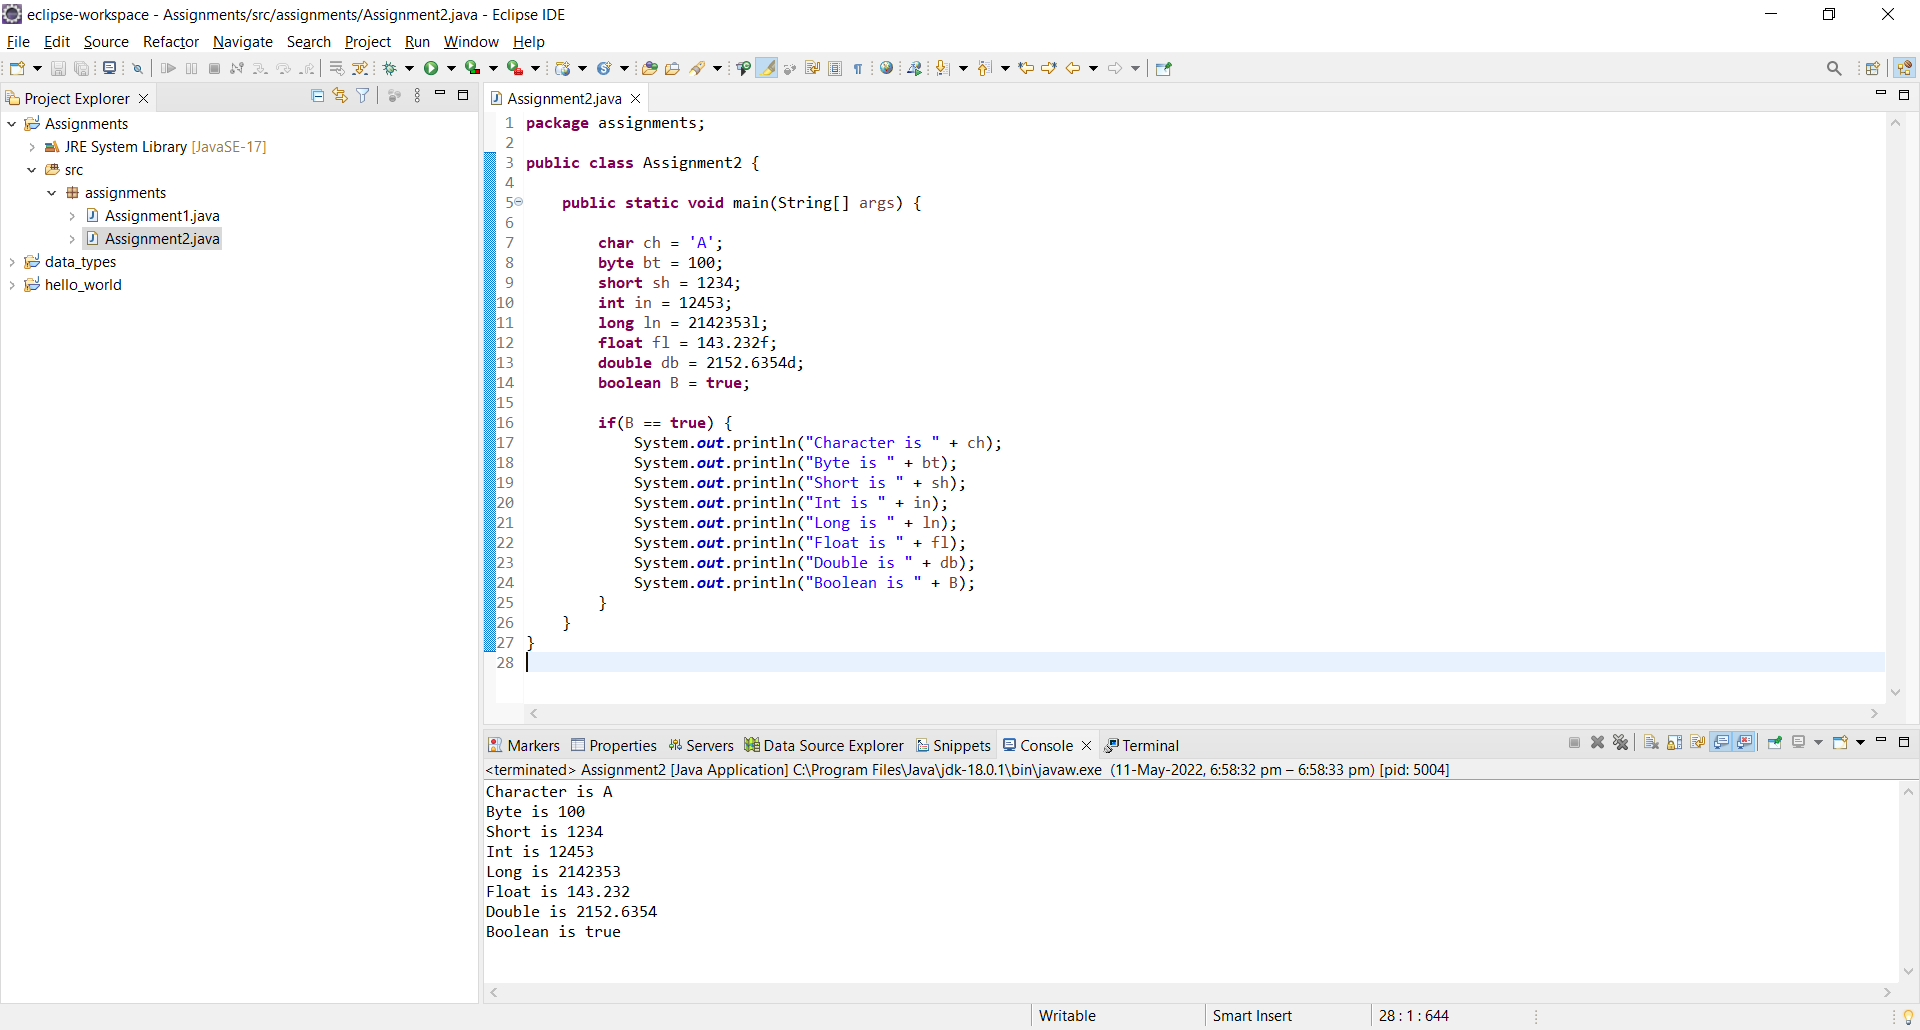 eclipse-workspace - Assignments/src/assignments/Assignment2.java - Eclipse IDE
File Edit Source Refactor Navigate Search Project Run Window Help
Project Explorer
Assignments
JRE System Library [JavaSE-17]
src
assignments
Assignment1.java
Assignment2.java
data_types
hello_world
Assignment2.java
1 package assignments;
2
3 public class Assignment2 {
4
5     public static void main(String[] args) {
6
7         char ch = 'A';
8         byte bt = 100;
9         short sh = 1234;
10         int in = 12453;
11         long ln = 2142353l;
12         float fl = 143.232f;
13         double db = 2152.6354d;
14         boolean B = true;
15
16         if(B == true) {
17             System.out.println("Character is " + ch);
18             System.out.println("Byte is " + bt);
19             System.out.println("Short is " + sh);
20             System.out.println("Int is " + in);
21             System.out.println("Long is " + ln);
22             System.out.println("Float is " + fl);
23             System.out.println("Double is " + db);
24             System.out.println("Boolean is " + B);
25         }
26     }
27 }
28
Markers Properties Servers Data Source Explorer Snippets Console Terminal
<terminated> Assignment2 [Java Application] C:\Program Files\Java\jdk-18.0.1\bin\javaw.exe (11-May-2022, 6:58:32 pm – 6:58:33 pm) [pid: 5004]
Character is A
Byte is 100
Short is 1234
Int is 12453
Long is 2142353
Float is 143.232
Double is 2152.6354
Boolean is true
Writable Smart Insert 28 : 1 : 644